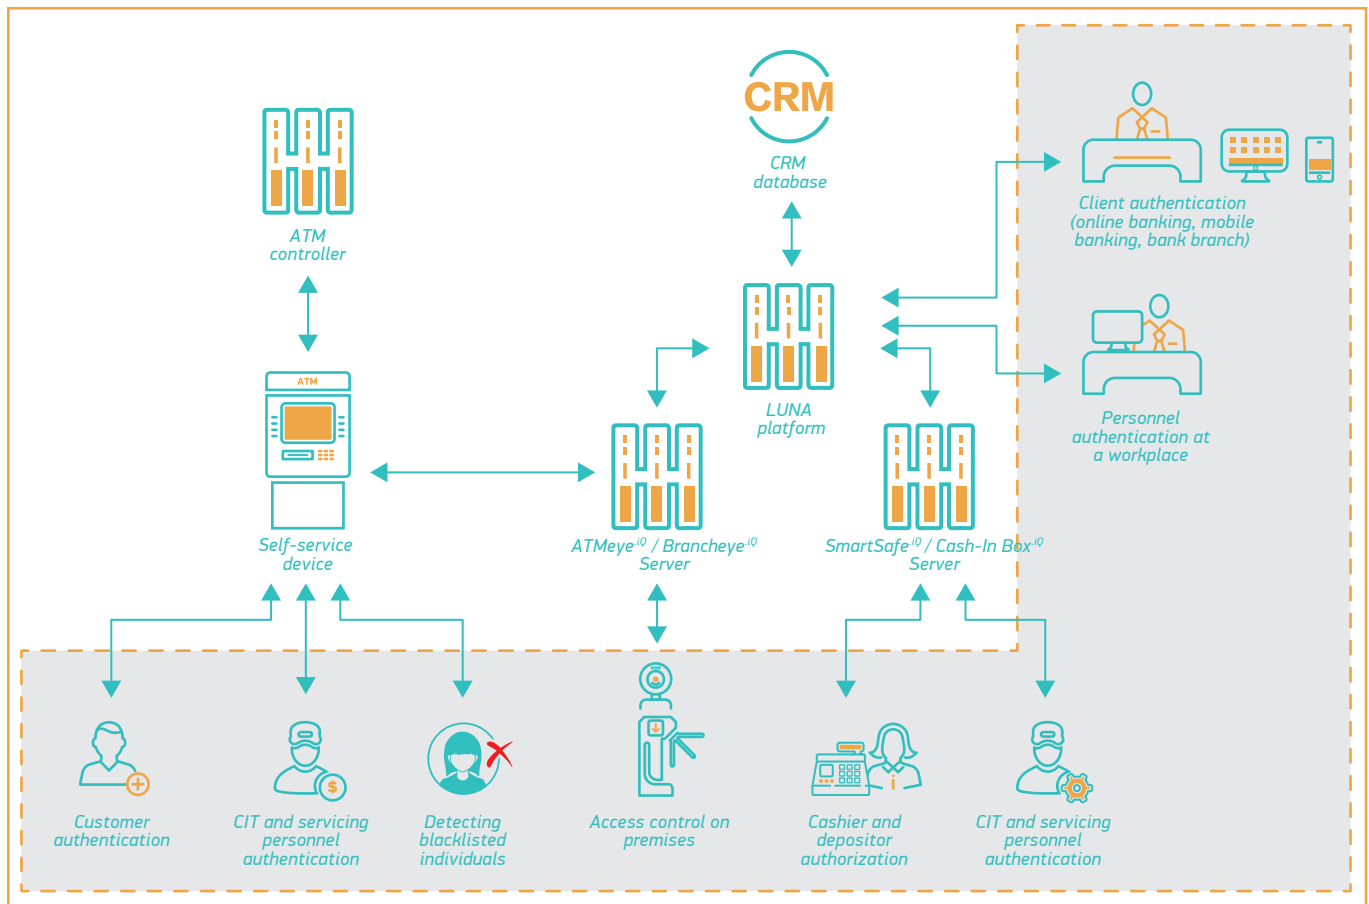 CRM
CRM
database
ATM
controller
Client authentication
(online banking, mobile
banking, bank branch)
ATM
LUNA
platform
Personnel
authentication at
a workplace
Self-service
device
ATMeye.iQ / Brancheye.iQ
Server
SmartSafe.iQ / Cash-In Box.iQ
Server
$
Customer
authentication
CIT and servicing
personnel
authentication
Detecting
blacklisted
individuals
Access control on
premises
Cashier and
depositor
authorization
CIT and servicing
personnel
authentication